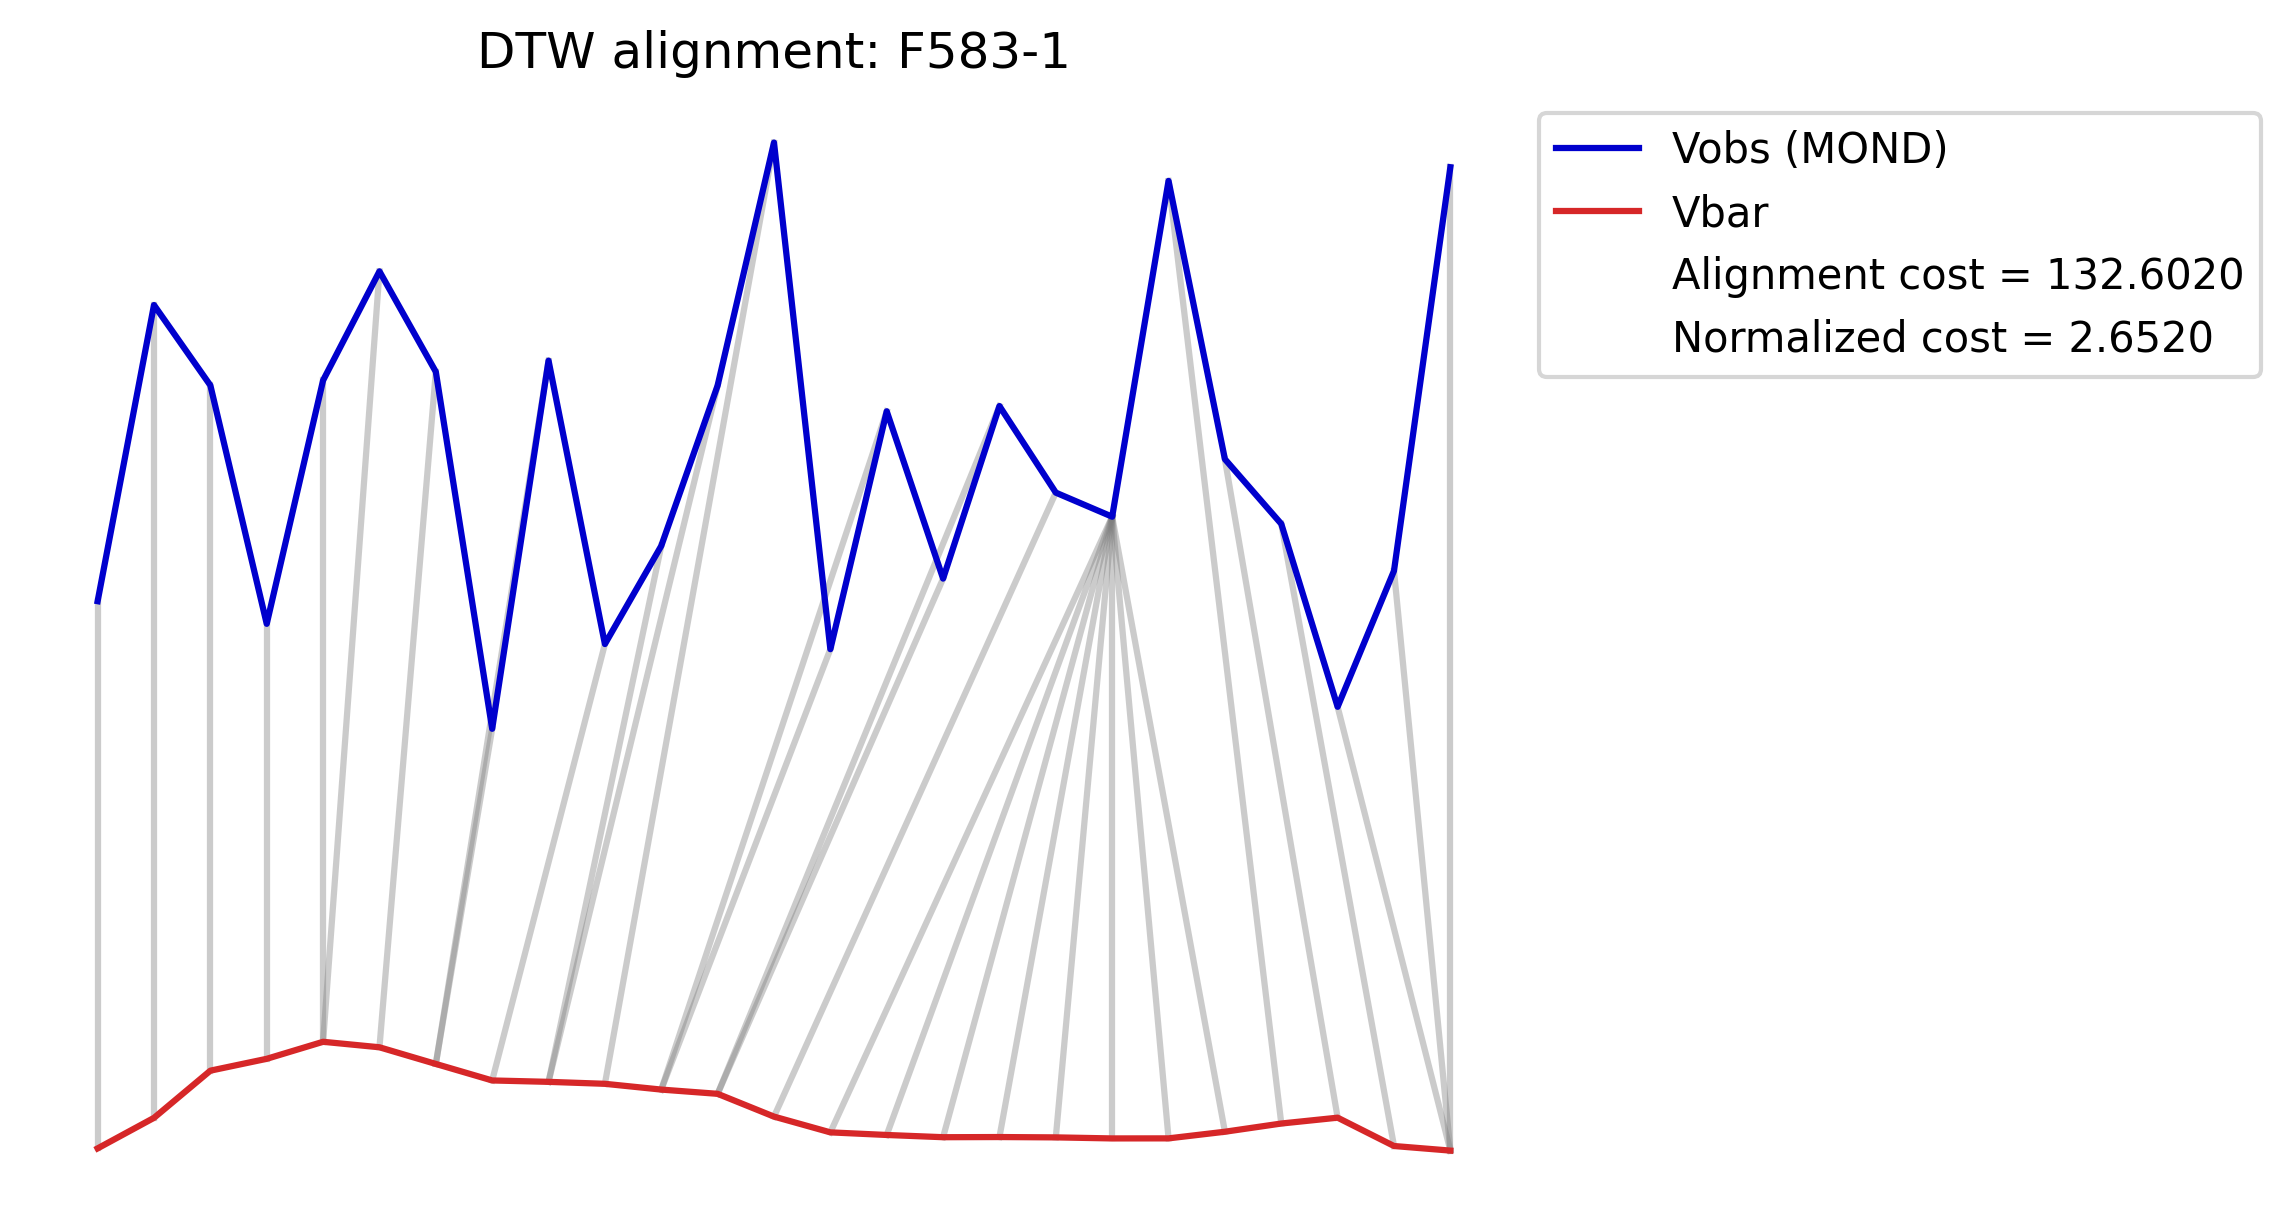 DTW alignment: F583-1
Vobs (MOND)
Vbar
Alignment cost = 132.6020
Normalized cost = 2.6520